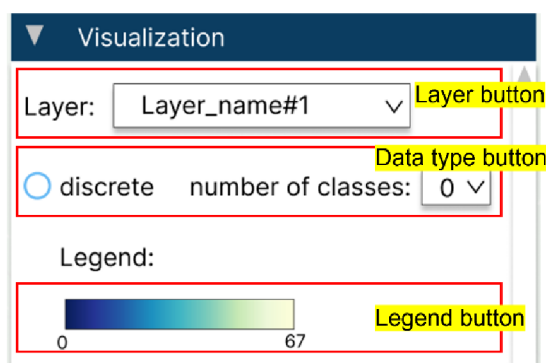 Visualization
Layer: Layer_name#1
Layer button
Data type button
discrete number of classes: 0
Legend:
Legend button
0 67